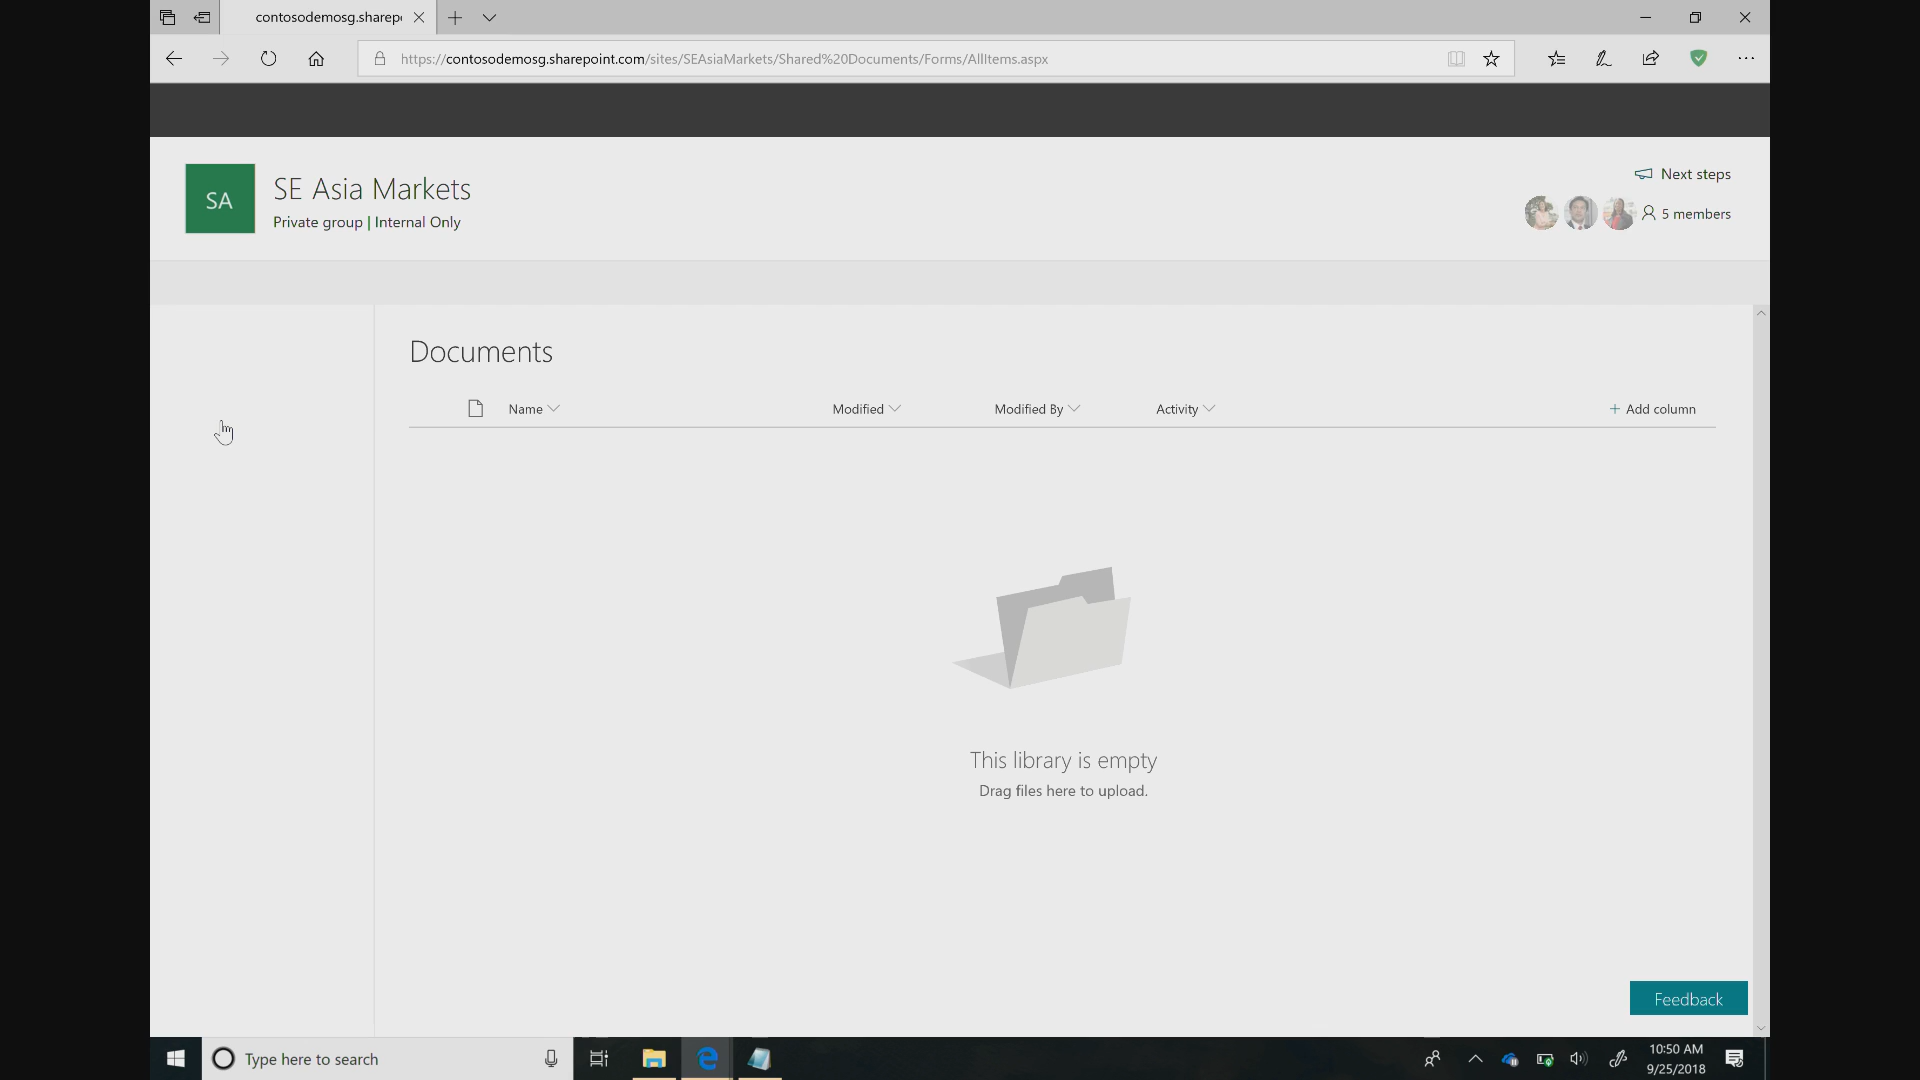 contosodemosg.sharep
https://contosodemosg.sharepoint.com/sites/SEAsiaMarkets/Shared%20Documents/Forms/AllItems.aspx
SA
SE Asia Markets
Private group | Internal Only
Next steps
5 members
Documents
Name
Modified
Modified By
Activity
+ Add column
This library is empty
Drag files here to upload.
Feedback
Type here to search
10:50 AM
9/25/2018